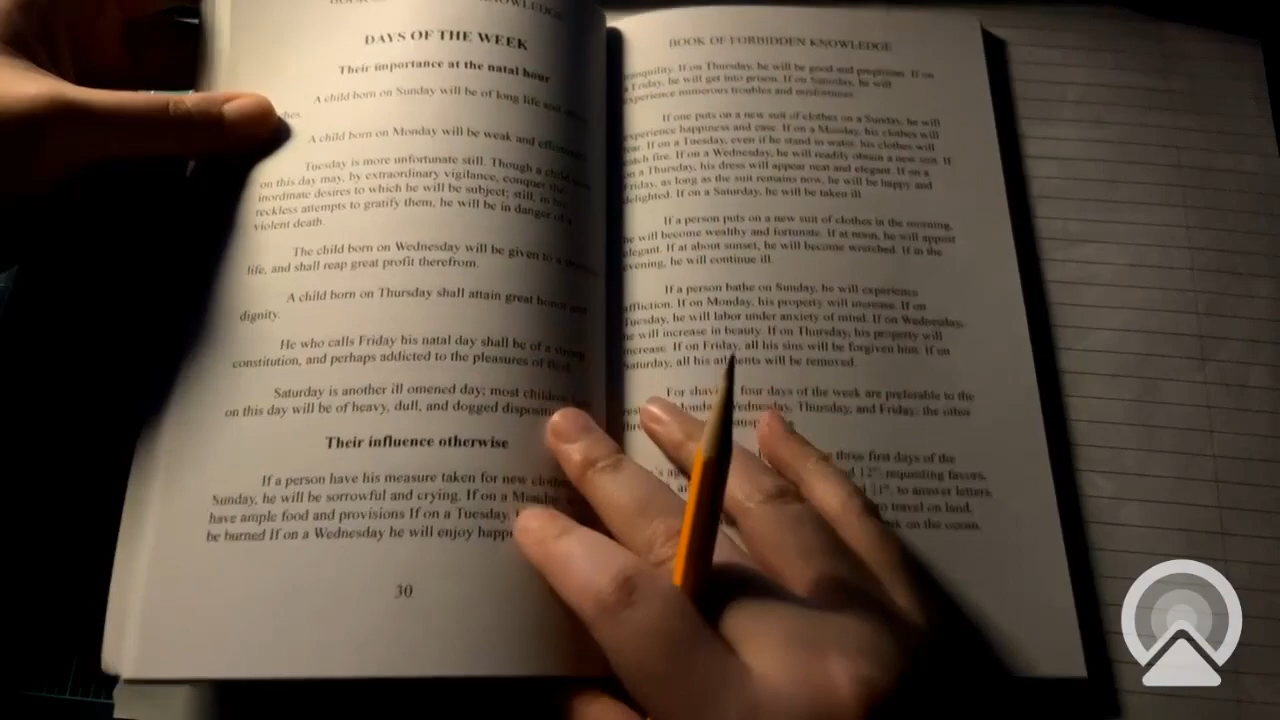 BOOK KNOWLEDGE
DAYS OF THE WEEK
Their importance at the natal hour
A child born on Sunday will be of long life and
A child born on Monday will be weak and
Tuesday is more unfortunate still. Though a child
on this day may, by extraordinary vigilance, conquer the
inordinate desires to which he will be subject; still, in his
reckless attempts to gratify them, he will be in danger of a
violent death.
The child born on Wednesday will be given to a
life, and shall reap great profit therefrom.
A child born on Thursday shall attain great honor and
dignity.
He who calls Friday his natal day shall be of a strong
constitution, and perhaps addicted to the pleasures of
Saturday is another ill omened day; most children
on this day will be of heavy, dull, and dogged
Their influence otherwise
If a person have his measure taken for new clothes
Sunday, he will be sorrowful and crying. If on a Monday
have ample food and provisions If on a Tuesday,
be burned If on a Wednesday he will enjoy
30
BOOK OF FORBIDDEN KNOWLEDGE
tranquility. If on Thursday, he will be good and propitious. If on
a Friday, he will get into prison. If on Saturday, he will
experience numerous troubles and misfortunes.
If one puts on a new suit of clothes on a Sunday, he will
experience happiness and ease. If on a Monday, his clothes will
tear. If on a Tuesday, even if he stand in water, his clothes will
catch fire. If on a Wednesday, he will readily obtain a new suit. If
on a Thursday, his dress will appear neat and elegant. If on a
Friday, as long as the suit remains new, he will be happy and
delighted. If on a Saturday, he will be taken ill.
If a person puts on a new suit of clothes in the morning,
he will become wealthy and fortunate. If at noon, he will appear
elegant. If at about sunset, he will become wretched. If in the
evening, he will continue ill.
If a person bathe on Sunday, he will experience
affliction. If on Monday, his property will increase. If on
Tuesday, he will labor under anxiety of mind. If on Wednesday,
he will increase in beauty. If on Thursday, his property will
increase. If on Friday, all his sins will be forgiven him. If on
Saturday, all his ailments will be removed.
For shaving, four days of the week are preferable to the
Wednesday, Thursday, and Friday; the other
three first days of the
12th requesting favors,
to answer letters,
to travel on land,
on the ocean.